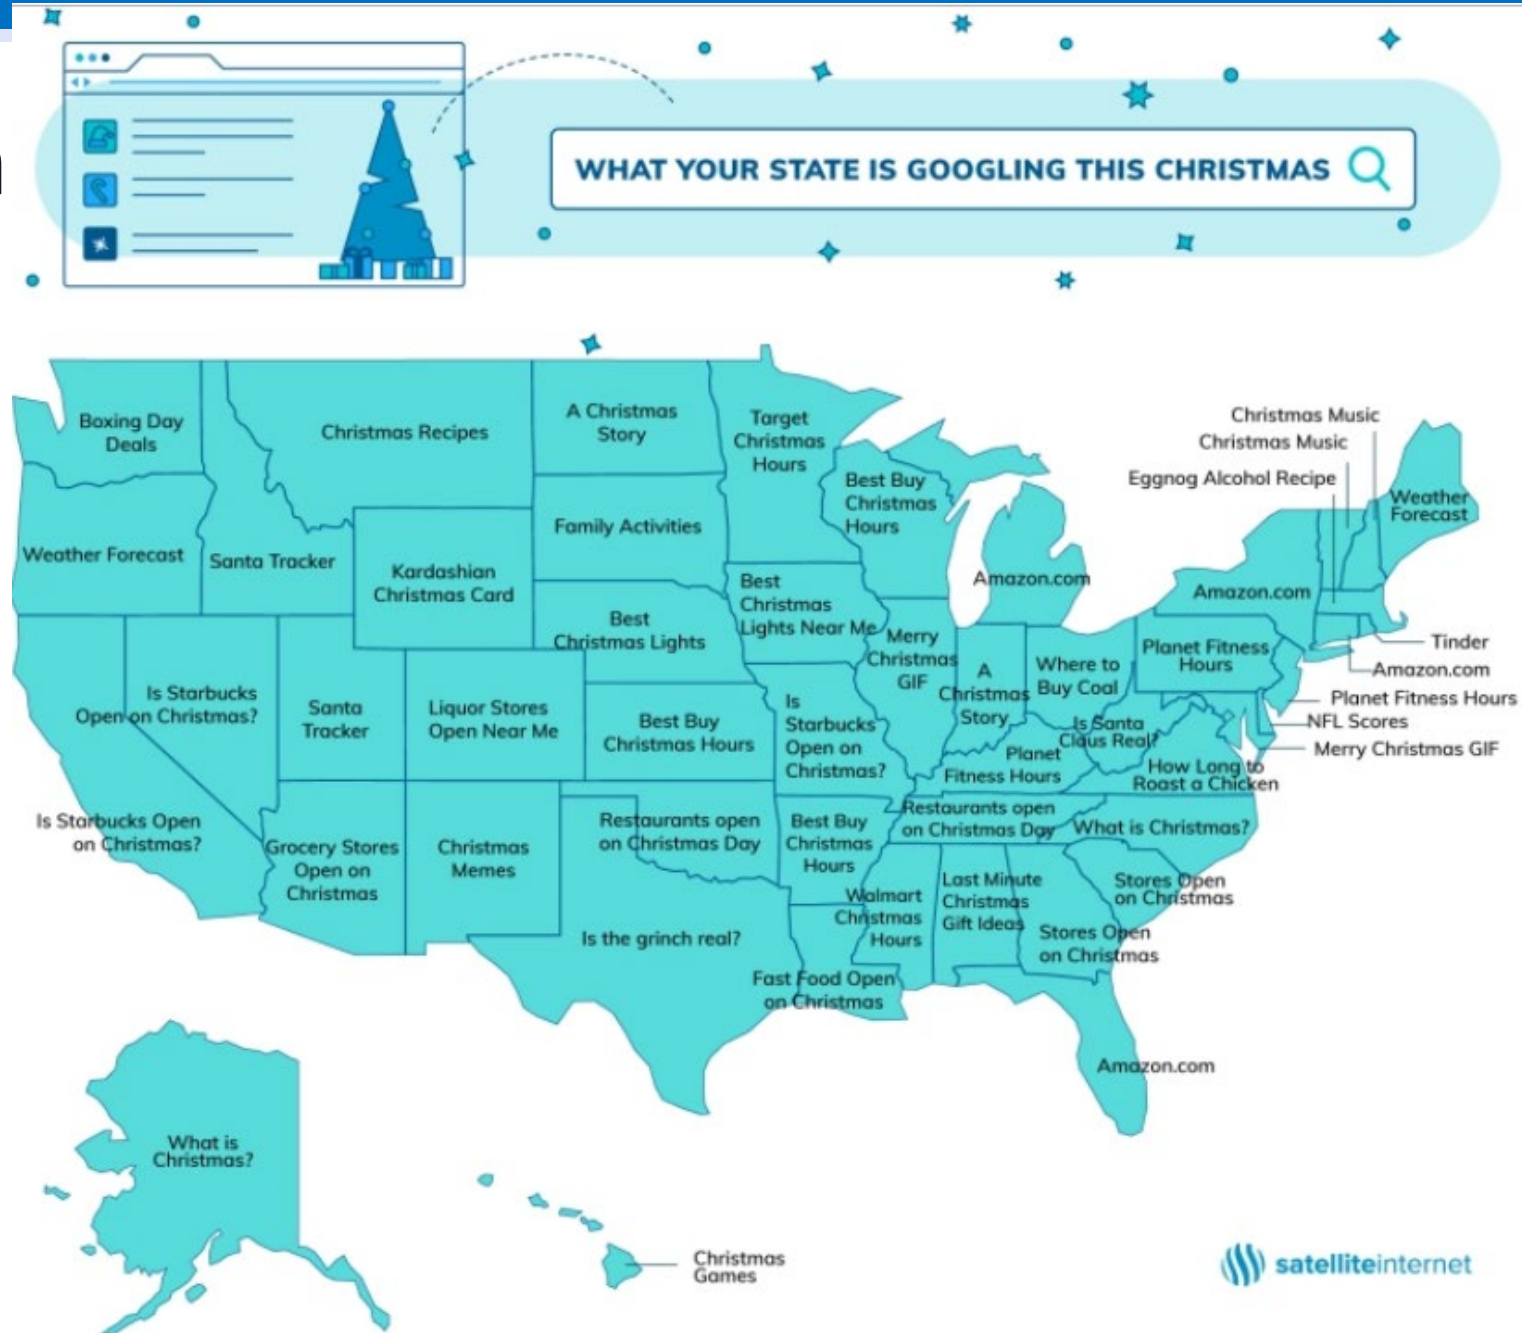 WHAT YOUR STATE IS GOOGLING THIS CHRISTMAS
Boxing Day
Deals
Christmas Recipes
A Christmas
Story
Target
Christmas
Hours
Best Buy
Christmas
Hours
Christmas Music
Christmas Music
Eggnog Alcohol Recipe
Weather
Forecast
Weather Forecast
Santa Tracker
Kardashian
Christmas Card
Family Activities
Amazon.com
Amazon.com
Best
Christmas Lights
Best
Christmas
Lights Near Me
Merry
Christmas
GIF
A
Christmas
Story
Where to
Buy Coal
Planet Fitness
Hours
Tinder
Amazon.com
Planet Fitness Hours
NFL Scores
Merry Christmas GIF
Is Starbucks
Open on Christmas?
Santa
Tracker
Liquor Stores
Open Near Me
Best Buy
Christmas Hours
Is
Starbucks
Open on
Christmas?
Is Santa
Claus Real?
Planet
Fitness Hours
How Long to
Roast a Chicken
Is Starbucks Open
on Christmas?
Grocery Stores
Open on
Christmas
Christmas
Memes
Restaurants open
on Christmas Day
Best Buy
Christmas
Hours
Restaurants open
on Christmas Day
What is Christmas?
Walmart
Christmas
Hours
Last Minute
Christmas
Gift Ideas
Stores Open
on Christmas
Stores Open
on Christmas
Is the grinch real?
Fast Food Open
on Christmas
Amazon.com
What is
Christmas?
Christmas
Games
satelliteinternet